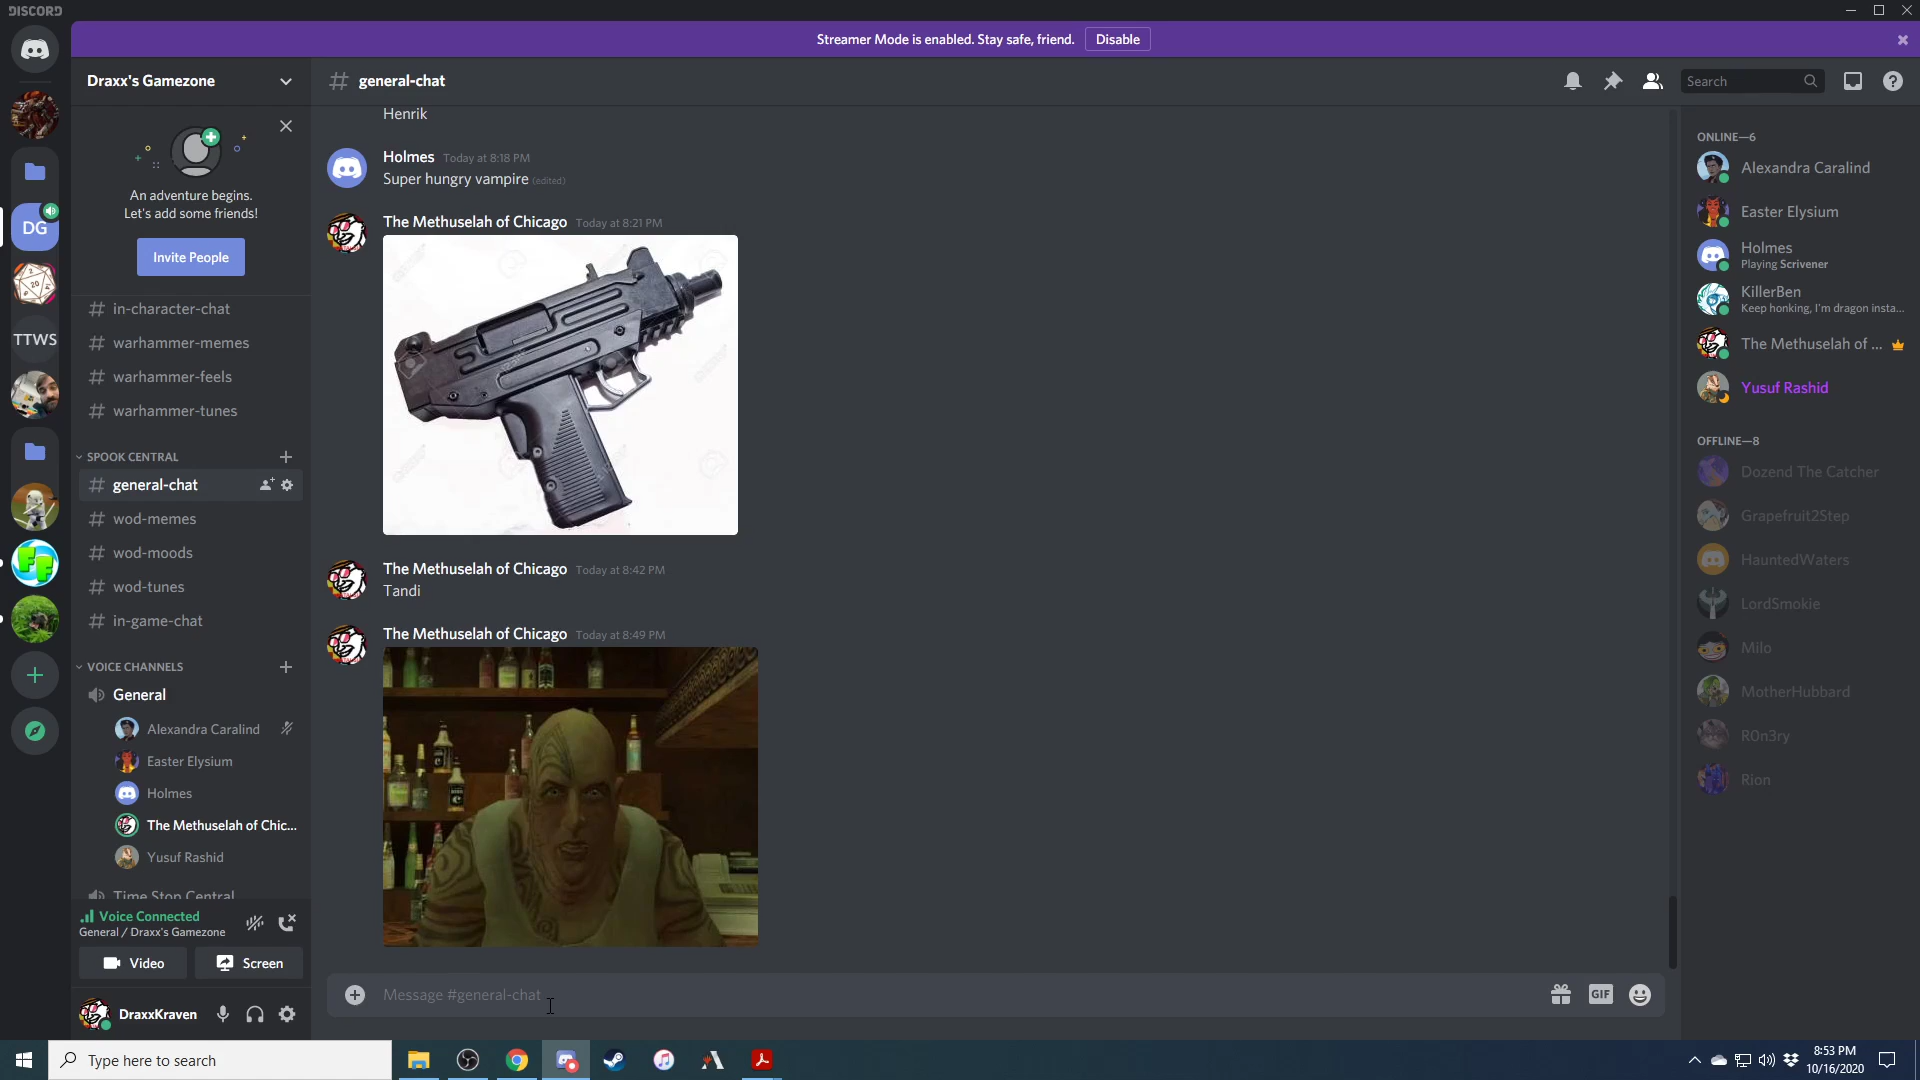 DISCORD
Streamer Mode is enabled. Stay safe, friend.
Disable
Draxx's Gamezone
general-chat
Search
An adventure begins.
Let's add some friends!
Invite People
# in-character-chat
# warhammer-memes
# warhammer-feels
# warhammer-tunes
SPOOK CENTRAL
# general-chat
# wod-memes
# wod-moods
# wod-tunes
# in-game-chat
VOICE CHANNELS
General
Alexandra Caralind
Easter Elysium
Holmes
The Methuselah of Chic...
Yusuf Rashid
Time Stop Central
Voice Connected
General / Draxx's Gamezone
Video
Screen
DraxxKraven
DG
20
TTWS
FF
Henrik
Holmes Today at 8:18 PM
Super hungry vampire (edited)
The Methuselah of Chicago Today at 8:21 PM
The Methuselah of Chicago Today at 8:42 PM
Tandi
The Methuselah of Chicago Today at 8:49 PM
Message #general-chat
GIF
ONLINE—6
Alexandra Caralind
Easter Elysium
Holmes
Playing Scrivener
KillerBen
Keep honking, I'm dragon insta...
The Methuselah of ...
Yusuf Rashid
OFFLINE—8
Dozend The Catcher
Grapefruit2Step
HauntedWaters
LordSmokie
Milo
MotherHubbard
R0n3ry
Rion
Type here to search
8:53 PM
10/16/2020